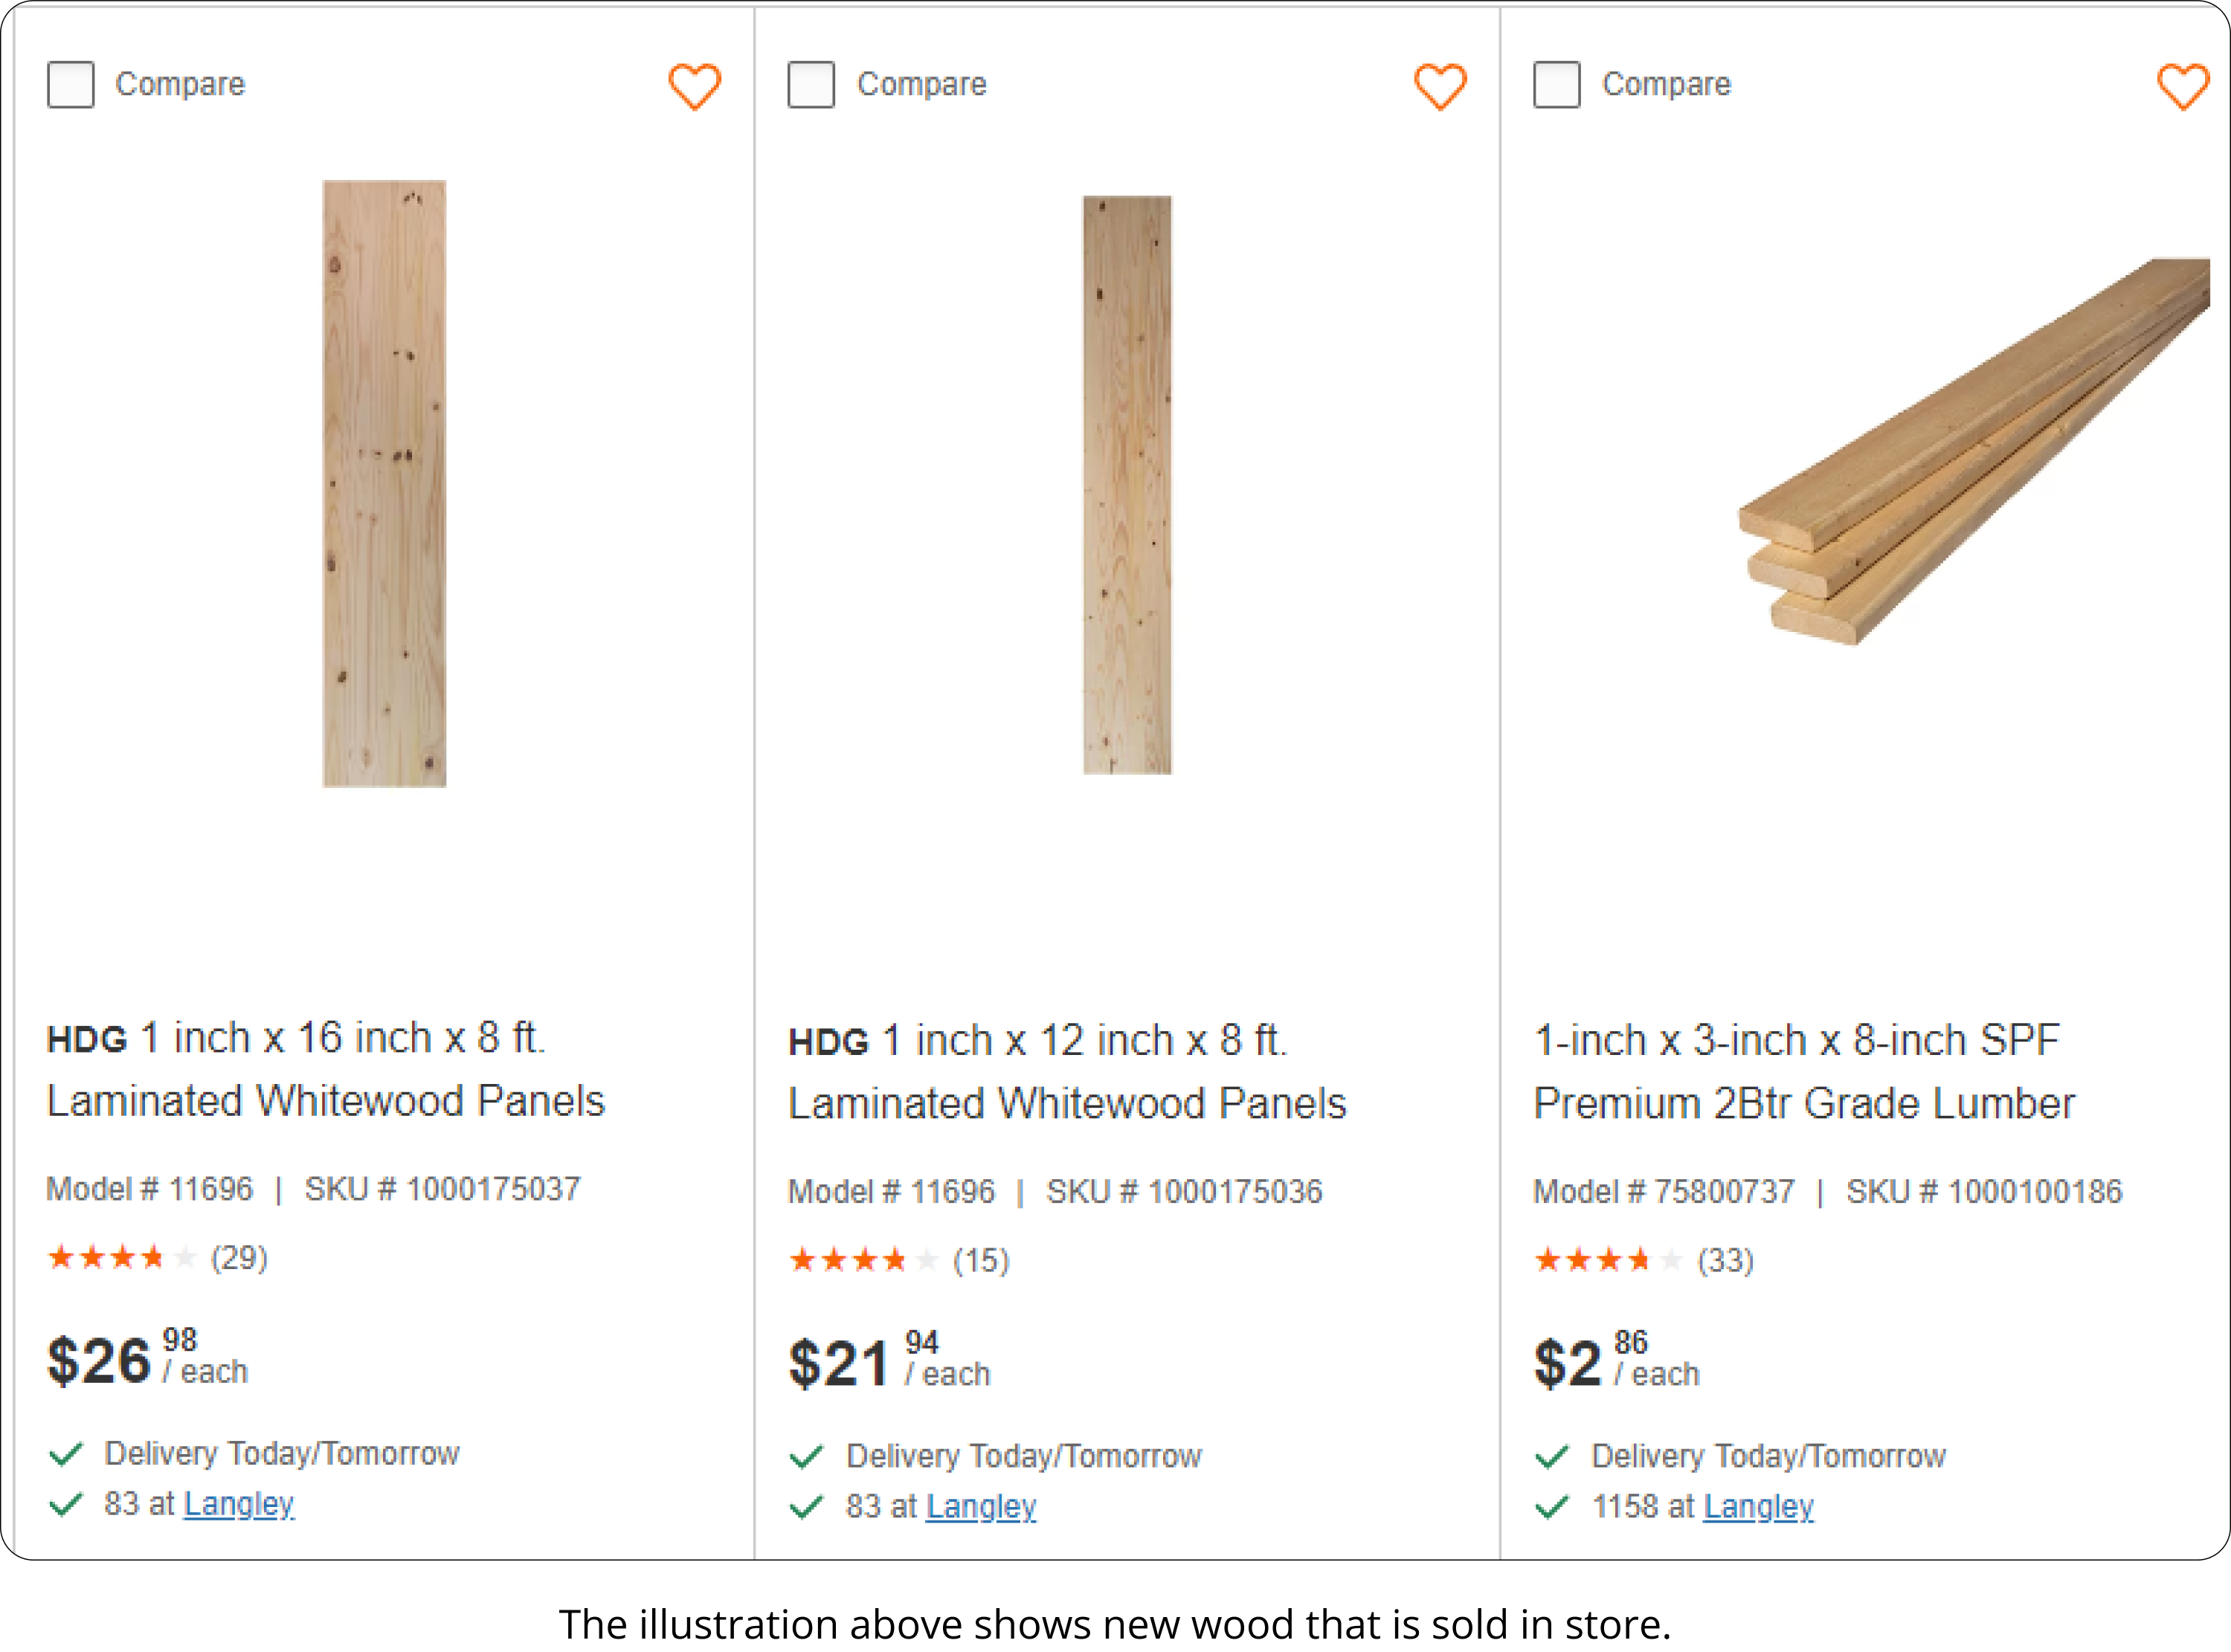 Compare
HDG 1 inch x 16 inch x 8 ft.
Laminated Whitewood Panels
Model # 11696 | SKU # 1000175037
(29)
$26 98 / each
Delivery Today/Tomorrow
83 at Langley
Compare
HDG 1 inch x 12 inch x 8 ft.
Laminated Whitewood Panels
Model # 11696 | SKU # 1000175036
(15)
$21 94 / each
Delivery Today/Tomorrow
83 at Langley
Compare
1-inch x 3-inch x 8-inch SPF
Premium 2Btr Grade Lumber
Model # 75800737 | SKU # 1000100186
(33)
$2 86 / each
Delivery Today/Tomorrow
1158 at Langley
The illustration above shows new wood that is sold in store.